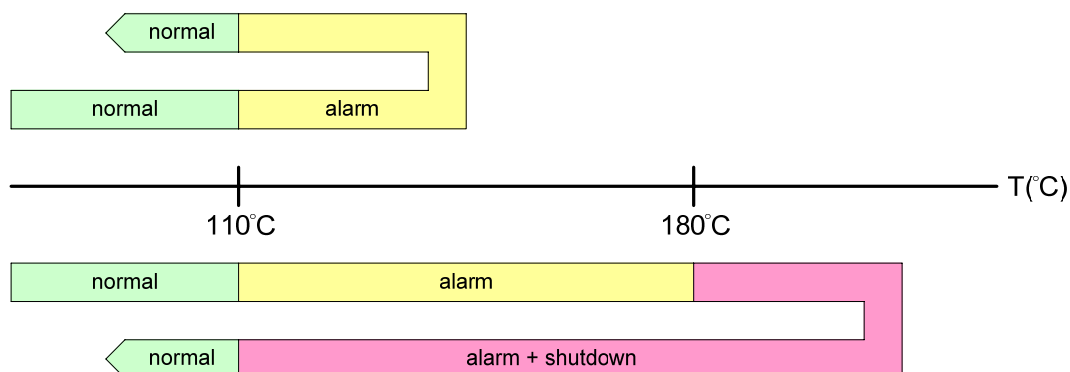 normal
normal
alarm
T(°C)
110°C
180°C
normal
alarm
normal
alarm + shutdown